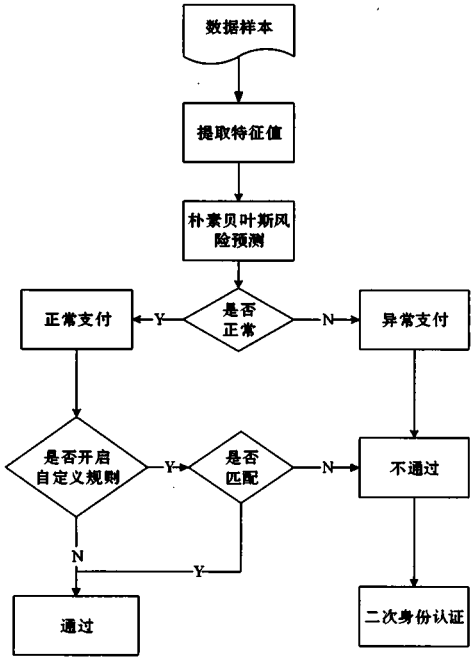 数据样本
提取特征值
朴素贝叶斯风
险预测
正常支付
Y
是否
正常
N
异常支付
是否开启
自定义规则
Y
是否
匹配
N
不通过
N
Y
通过
二次身份认证